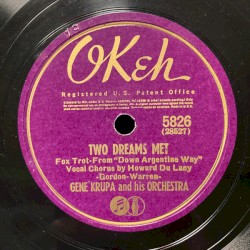 OKeh
Registered U. S. Patent Office
5826
(28527)
TWO DREAMS MET
Fox Trot-From "Down Argentine Way"
Vocal Chorus by Howard Du Lany
-Gordon-Warren-
GENE KRUPA and his ORCHESTRA